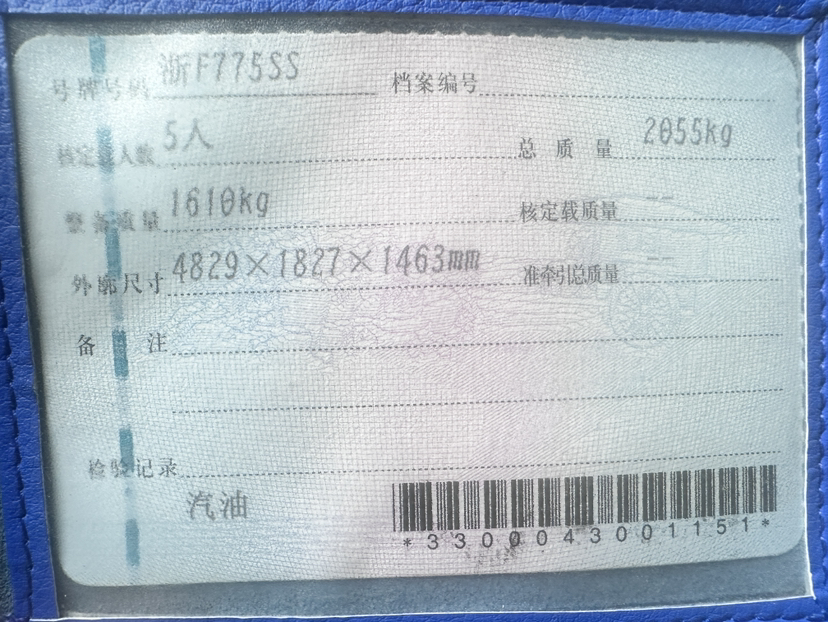 号牌号码 浙F775SS 档案编号
核定载人数 5人 总质量 2055kg
整备质量 1610kg 核定载质量 --
外廓尺寸 4829×1827×1463mm 准牵引总质量 --
备注
检验记录
汽油
*3300043001151*